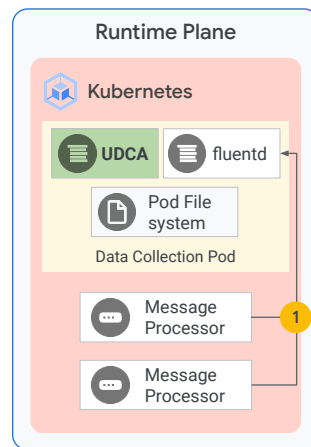 Runtime Plane
Kubernetes
UDCA
fluentd
Pod File
system
Data Collection Pod
Message
Processor
1
Message
Processor